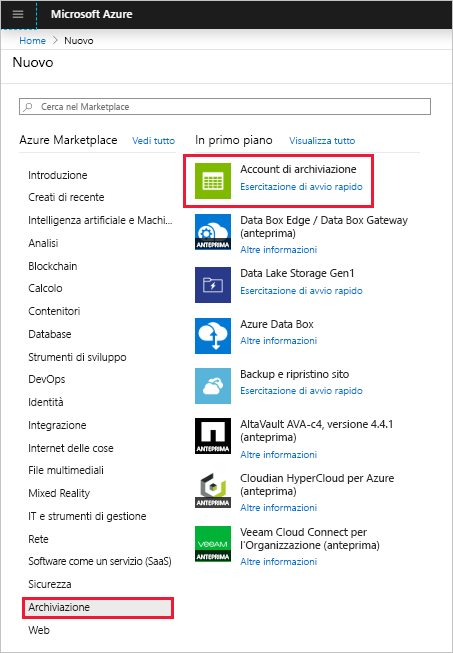 Microsoft Azure
Home > Nuovo
Nuovo
Cerca nel Marketplace
Azure Marketplace Vedi tutto
Introduzione
Creati di recente
Intelligenza artificiale e Machi...
Analisi
Blockchain
Calcolo
Contenitori
Database
Strumenti di sviluppo
DevOps
Identità
Integrazione
Internet delle cose
File multimediali
Mixed Reality
IT e strumenti di gestione
Rete
Software come un servizio (SaaS)
Sicurezza
Archiviazione
Web
In primo piano Visualizza tutto
Account di archiviazione
Esercitazione di avvio rapido
ANTEPRIMA
Data Box Edge / Data Box Gateway
(anteprima)
Altre informazioni
Data Lake Storage Gen1
Esercitazione di avvio rapido
Azure Data Box
Altre informazioni
Backup e ripristino sito
Esercitazione di avvio rapido
ANTEPRIMA
AltaVault AVA-c4, versione 4.4.1
(anteprima)
Altre informazioni
ANTEPRIMA
Cloudian HyperCloud per Azure
(anteprima)
Altre informazioni
VEEAM
ANTEPRIMA
Veeam Cloud Connect per
l'Organizzazione (anteprima)
Altre informazioni